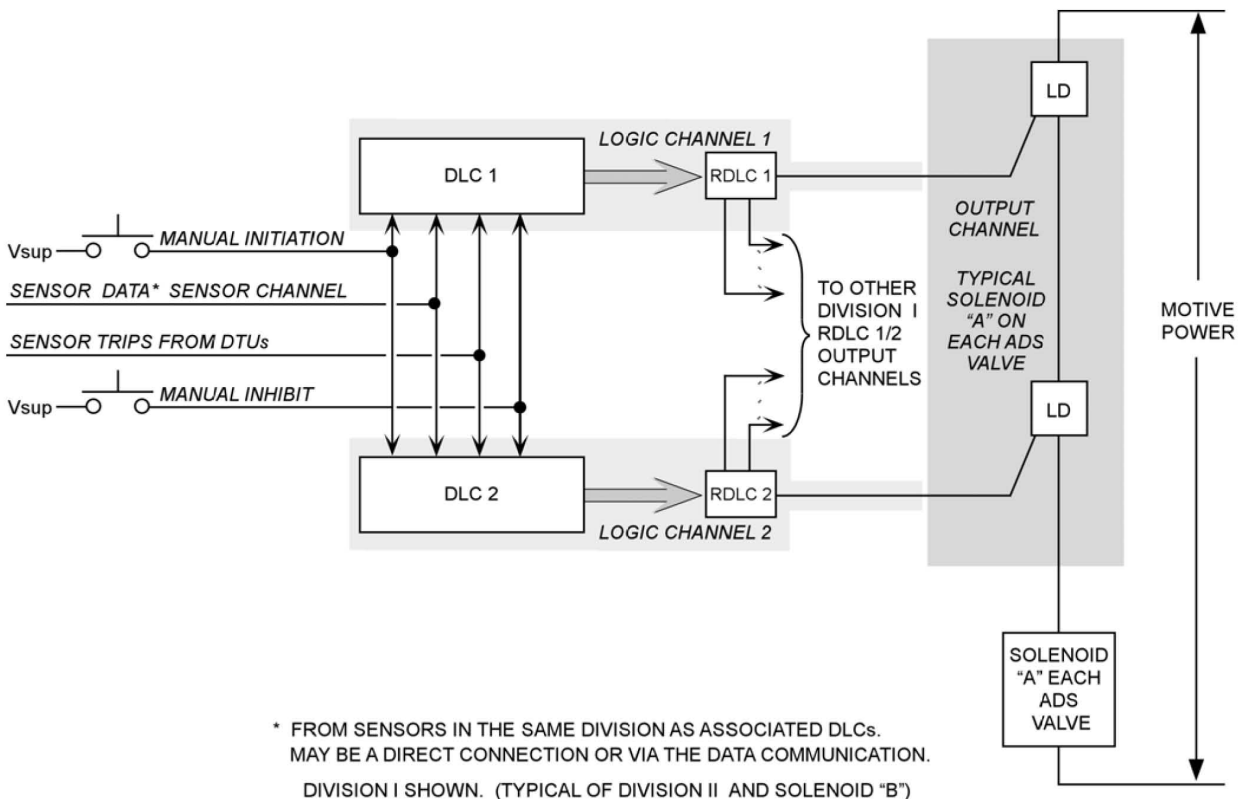 LD
LOGIC CHANNEL 1
DLC 1
RDLC 1
OUTPUT
CHANNEL
Vsup
MANUAL INITIATION
SENSOR DATA* SENSOR CHANNEL
SENSOR TRIPS FROM DTUs
Vsup
MANUAL INHIBIT
TO OTHER
DIVISION I
RDLC 1/2
OUTPUT
CHANNELS
TYPICAL
SOLENOID
"A" ON
EACH ADS
VALVE
MOTIVE
POWER
LD
DLC 2
RDLC 2
LOGIC CHANNEL 2
SOLENOID
"A" EACH
ADS
VALVE
* FROM SENSORS IN THE SAME DIVISION AS ASSOCIATED DLCs.
MAY BE A DIRECT CONNECTION OR VIA THE DATA COMMUNICATION.
DIVISION I SHOWN. (TYPICAL OF DIVISION II AND SOLENOID "B")